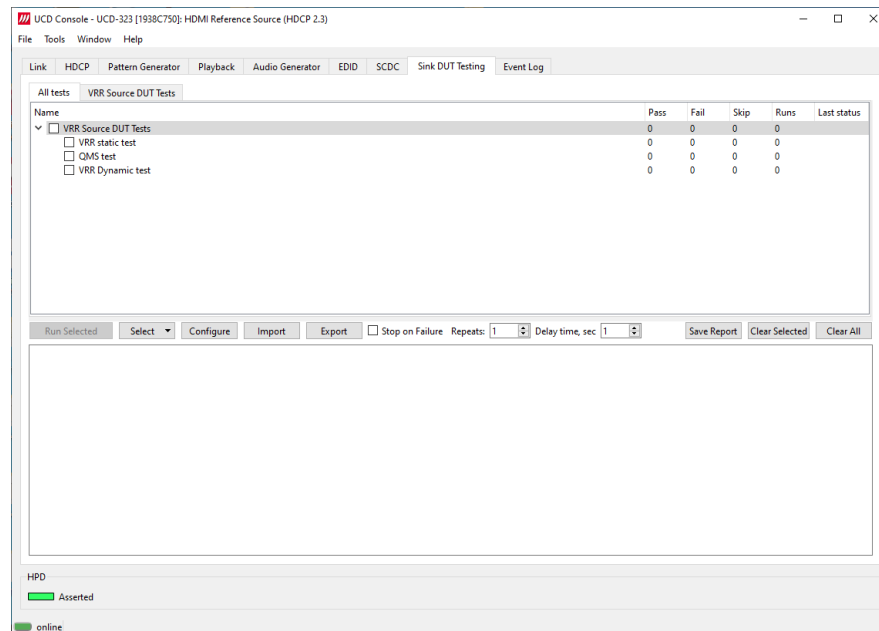 UCD Console - UCD-323 [1938C750]: HDMI Reference Source (HDCP 2.3)
File Tools Window Help
Link HDCP Pattern Generator Playback Audio Generator EDID SCDC Sink DUT Testing Event Log
All tests VRR Source DUT Tests
Name Pass Fail Skip Runs Last status
VRR Source DUT Tests 0 0 0 0
VRR static test 0 0 0 0
QMS test 0 0 0 0
VRR Dynamic test 0 0 0 0
Run Selected Select Configure Import Export Stop on Failure Repeats: 1 Delay time, sec 1 Save Report Clear Selected Clear All
HPD
Asserted
online